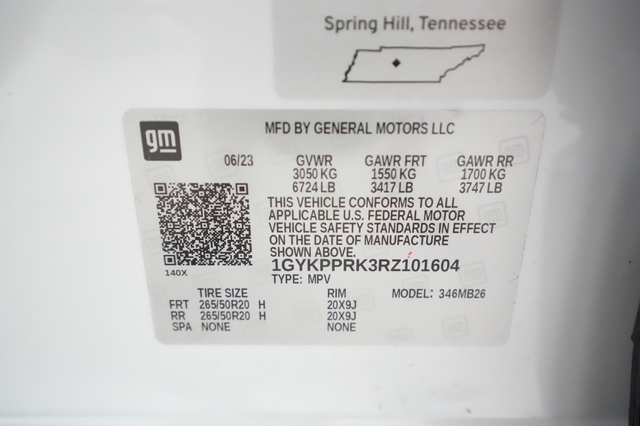 Spring Hill, Tennessee
gm
MFD BY GENERAL MOTORS LLC
06/23 GVWR GAWR FRT GAWR RR
3050 KG 1550 KG 1700 KG
6724 LB 3417 LB 3747 LB
THIS VEHICLE CONFORMS TO ALL
APPLICABLE U.S. FEDERAL MOTOR
VEHICLE SAFETY STANDARDS IN EFFECT
ON THE DATE OF MANUFACTURE
SHOWN ABOVE.
140X
1GYKPPRK3RZ101604
TYPE: MPV
TIRE SIZE RIM MODEL: 346MB26
FRT 265/50R20 H 20X9J
RR 265/50R20 H 20X9J
SPA NONE NONE